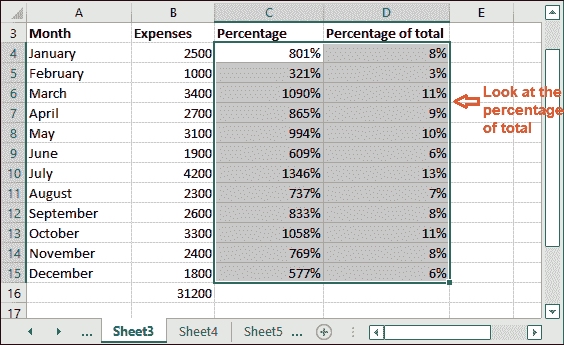 A B C D E
3 Month Expenses Percentage Percentage of total
4 January 2500 801% 8%
5 February 1000 321% 3%
6 March 3400 1090% 11%
7 April 2700 865% 9%
8 May 3100 994% 10%
9 June 1900 609% 6%
10 July 4200 1346% 13%
11 August 2300 737% 7%
12 September 2600 833% 8%
13 October 3300 1058% 11%
14 November 2400 769% 8%
15 December 1800 577% 6%
16 31200
17
Look at the
percentage
of total
... Sheet3 Sheet4 Sheet5 ...